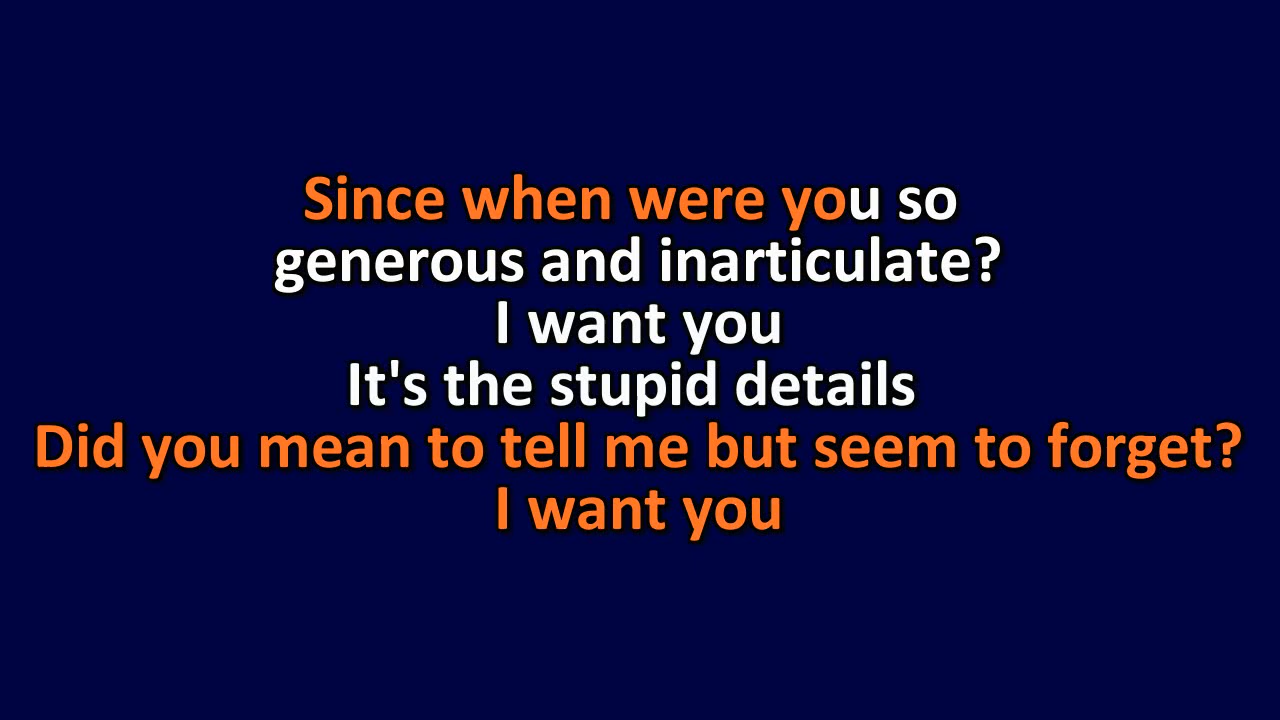 Since when were you so
generous and inarticulate?
I want you
It's the stupid details
Did you mean to tell me but seem to forget?
I want you